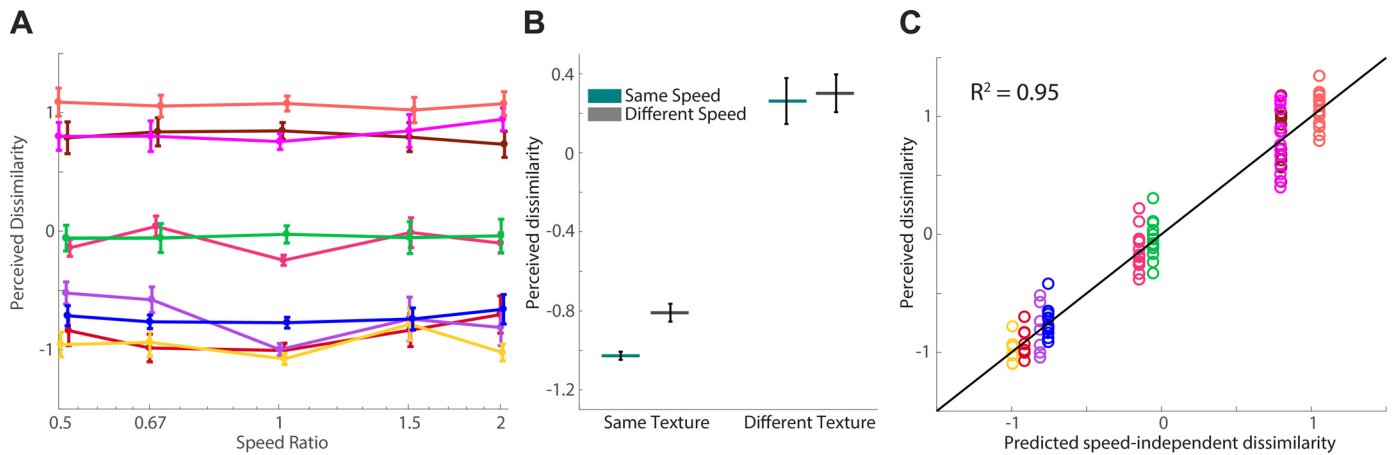 A
Perceived Dissimilarity
1
0
-1
0.5
0.67
1
1.5
2
Speed Ratio
B
Perceived dissimilarity
0.4
0
-0.4
-0.8
-1.2
Same Speed
Different Speed
Same Texture
Different Texture
C
Perceived dissimilarity
1
0
-1
R² = 0.95
-1
0
1
Predicted speed-independent dissimilarity